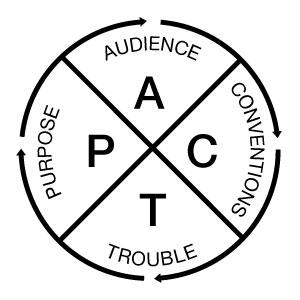 AUDIENCE
A
PURPOSE
P
C
CONVENTIONS
T
TROUBLE